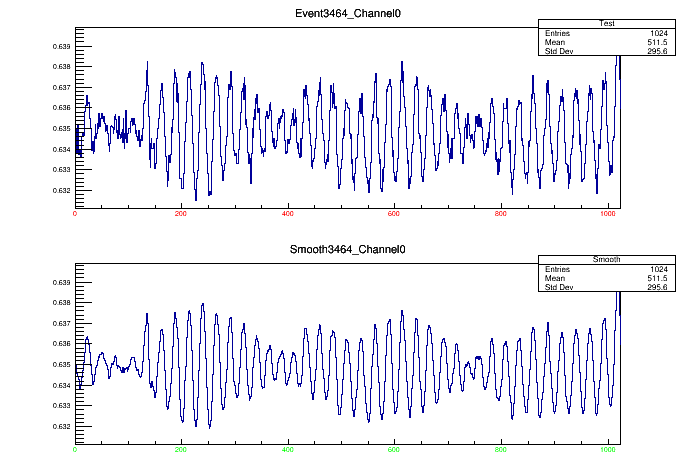 Event3464_Channel0
Test
Entries 1024
Mean 511.5
Std Dev 295.6
0.639
0.638
0.637
0.636
0.635
0.634
0.633
0.632
0 200 400 600 800 1000
Smooth3464_Channel0
Smooth
Entries 1024
Mean 511.5
Std Dev 295.6
0.639
0.638
0.637
0.636
0.635
0.634
0.633
0.632
0 200 400 600 800 1000